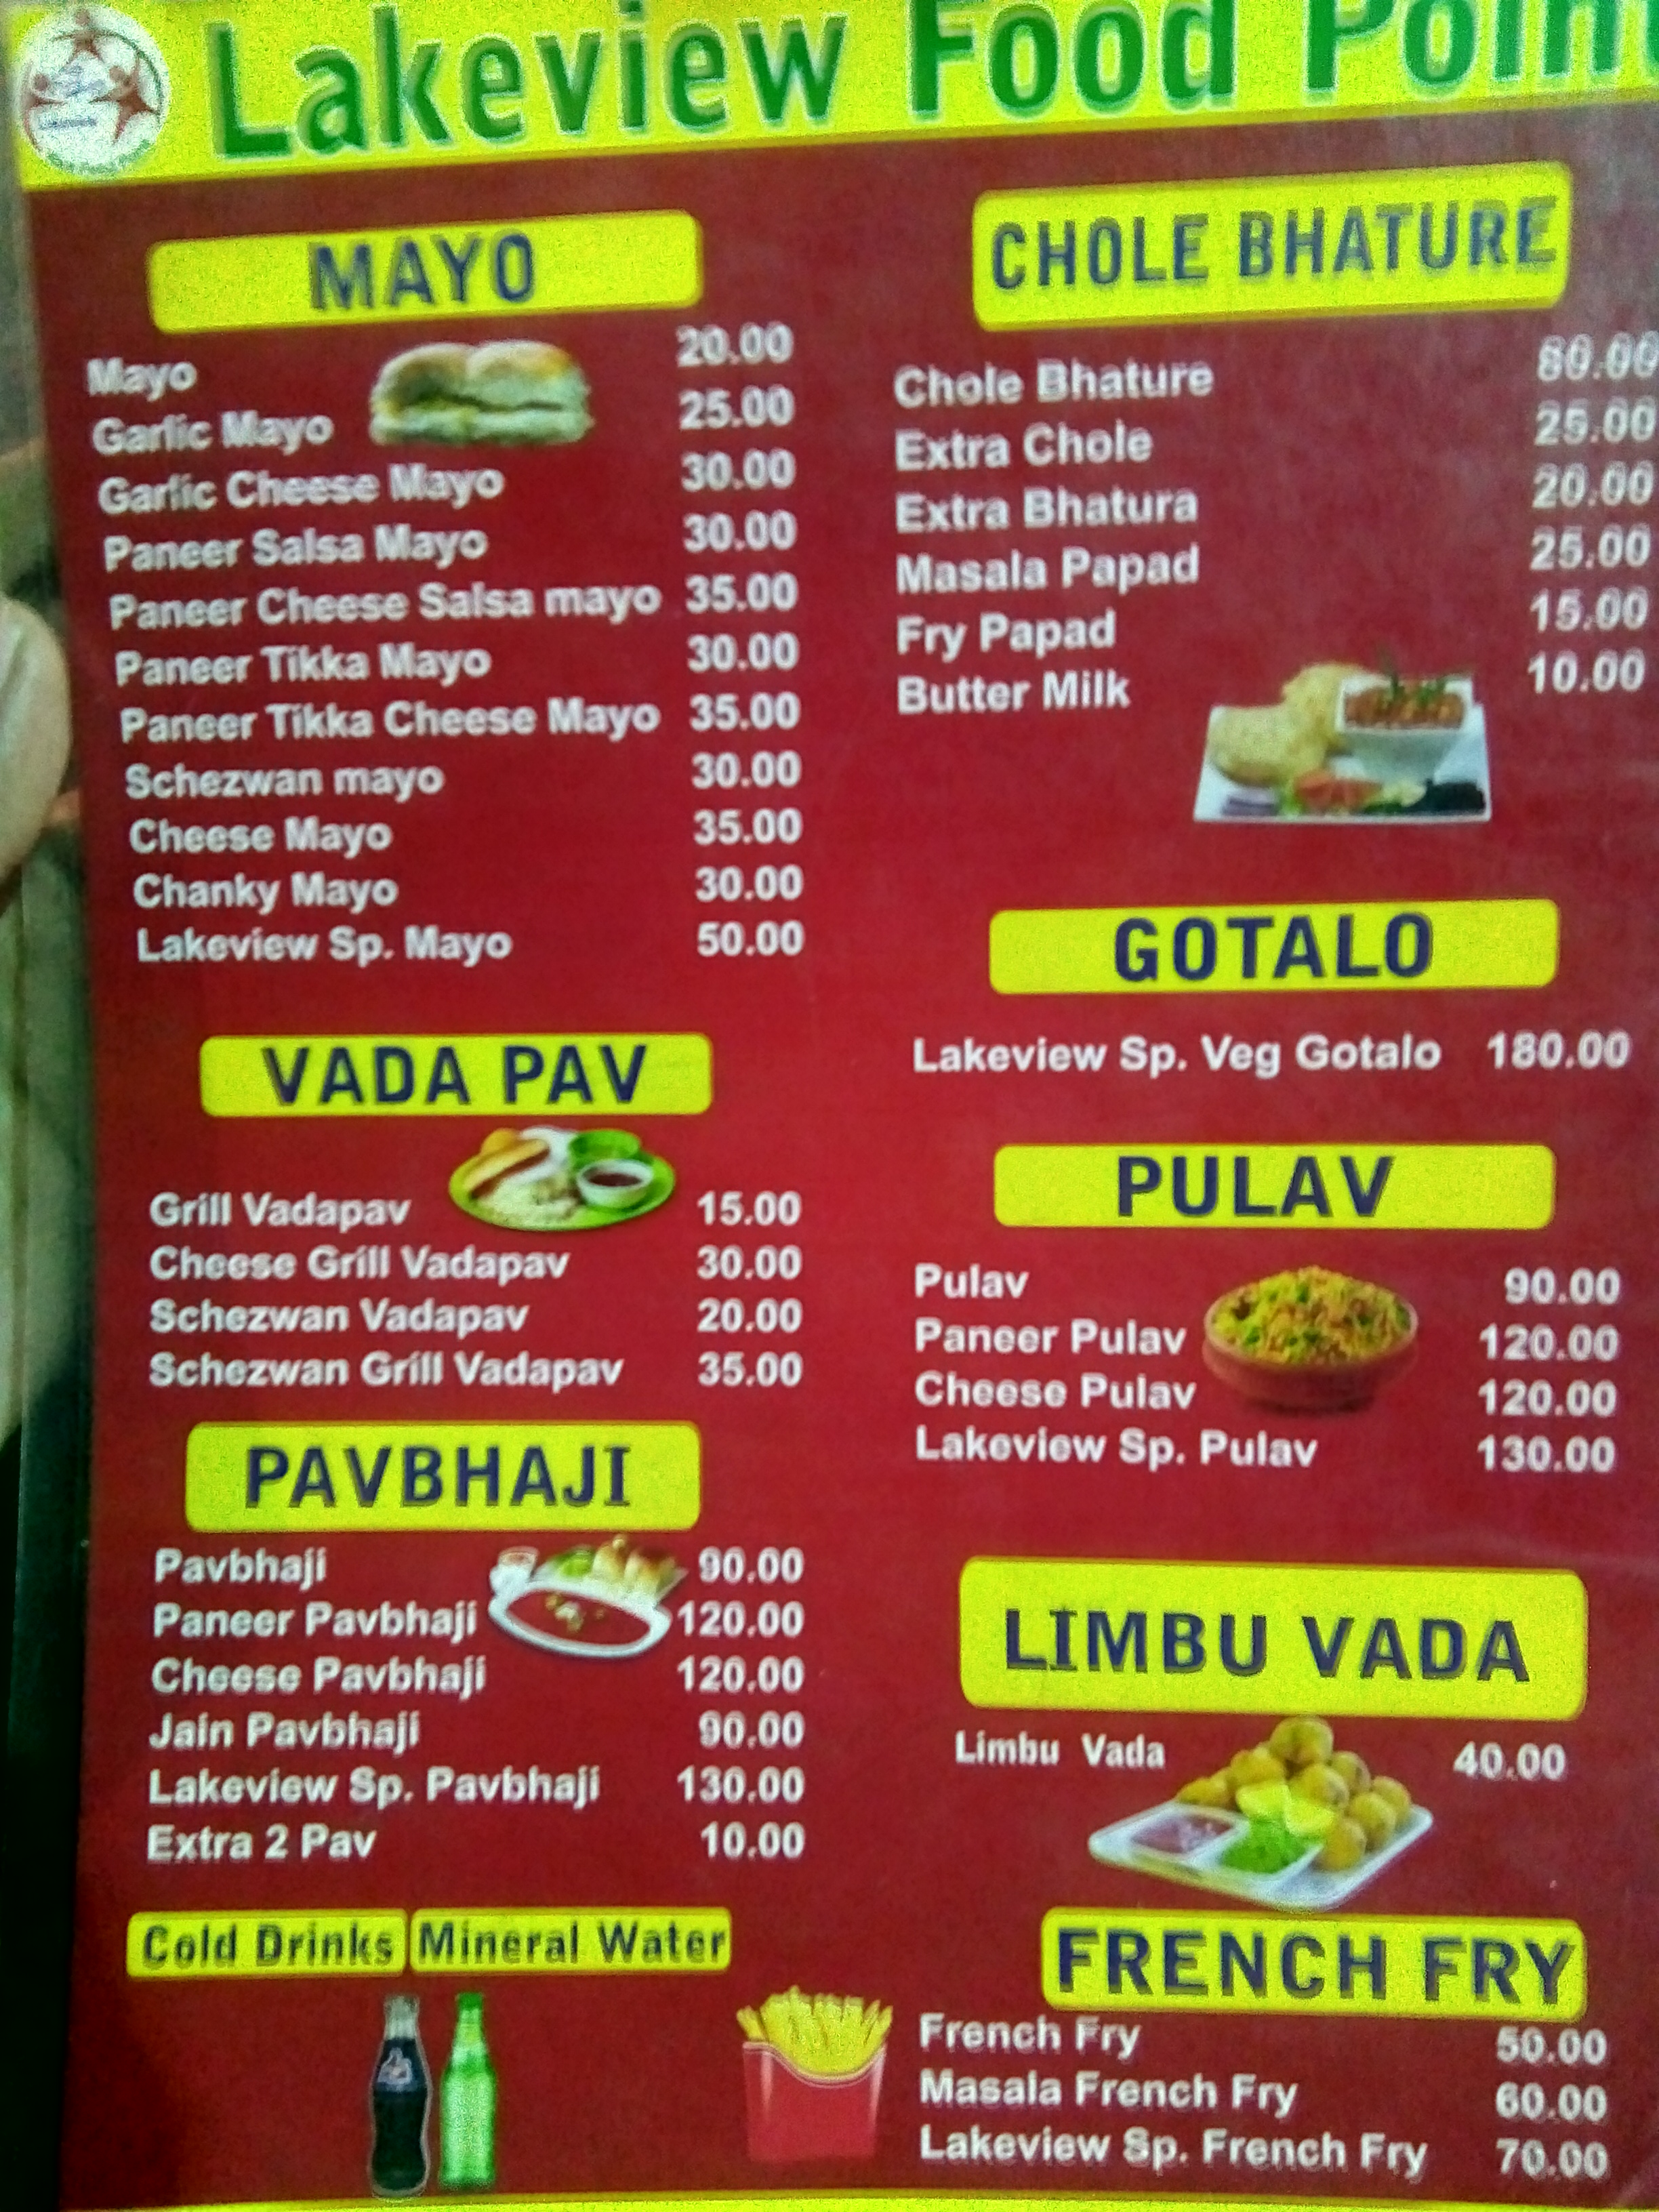 Lakeview Food Point
MAYO
Mayo 20.00
Garlic Mayo 25.00
Garlic Cheese Mayo 30.00
Paneer Salsa Mayo 30.00
Paneer Cheese Salsa mayo 35.00
Paneer Tikka Mayo 30.00
Paneer Tikka Cheese Mayo 35.00
Schezwan mayo 30.00
Cheese Mayo 35.00
Chanky Mayo 30.00
Lakeview Sp. Mayo 50.00
VADA PAV
Grill Vadapav 15.00
Cheese Grill Vadapav 30.00
Schezwan Vadapav 20.00
Schezwan Grill Vadapav 35.00
PAVBHAJI
Pavbhaji 90.00
Paneer Pavbhaji 120.00
Cheese Pavbhaji 120.00
Jain Pavbhaji 90.00
Lakeview Sp. Pavbhaji 130.00
Extra 2 Pav 10.00
Cold Drinks Mineral Water
CHOLE BHATURE
Chole Bhature 80.00
Extra Chole 25.00
Extra Bhatura 20.00
Masala Papad 25.00
Fry Papad 15.00
Butter Milk 10.00
GOTALO
Lakeview Sp. Veg Gotalo 180.00
PULAV
Pulav 90.00
Paneer Pulav 120.00
Cheese Pulav 120.00
Lakeview Sp. Pulav 130.00
LIMBU VADA
Limbu Vada 40.00
FRENCH FRY
French Fry 50.00
Masala French Fry 60.00
Lakeview Sp. French Fry 70.00